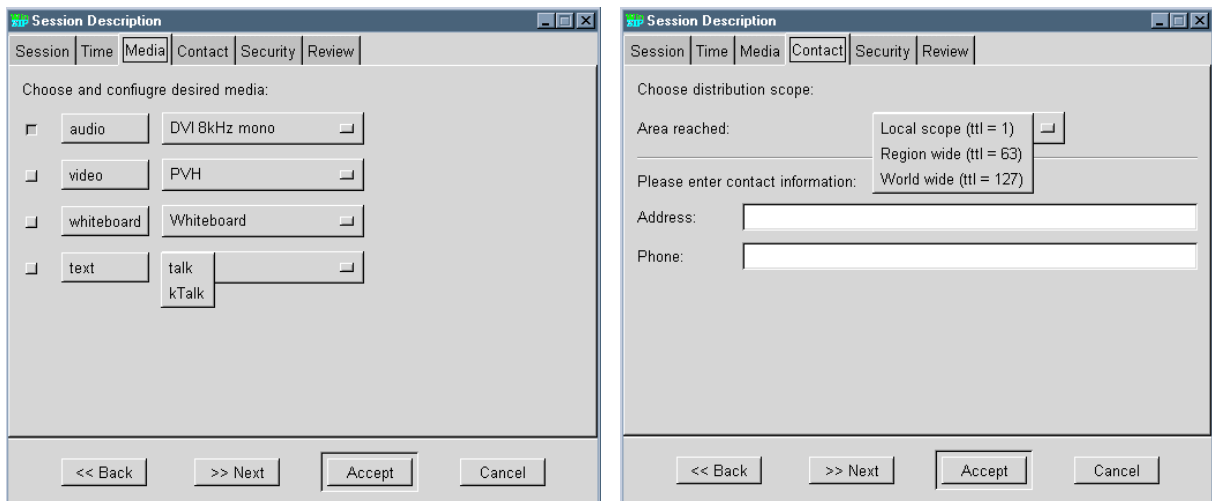 Session Description
Session Time Media Contact Security Review
Choose and confiugre desired media:
audio DVI 8kHz mono
video PVH
whiteboard Whiteboard
text talk
kTalk
<< Back >> Next Accept Cancel
Session Description
Session Time Media Contact Security Review
Choose distribution scope:
Area reached: Local scope (ttl = 1)
Region wide (ttl = 63)
World wide (ttl = 127)
Please enter contact information:
Address:
Phone:
<< Back >> Next Accept Cancel